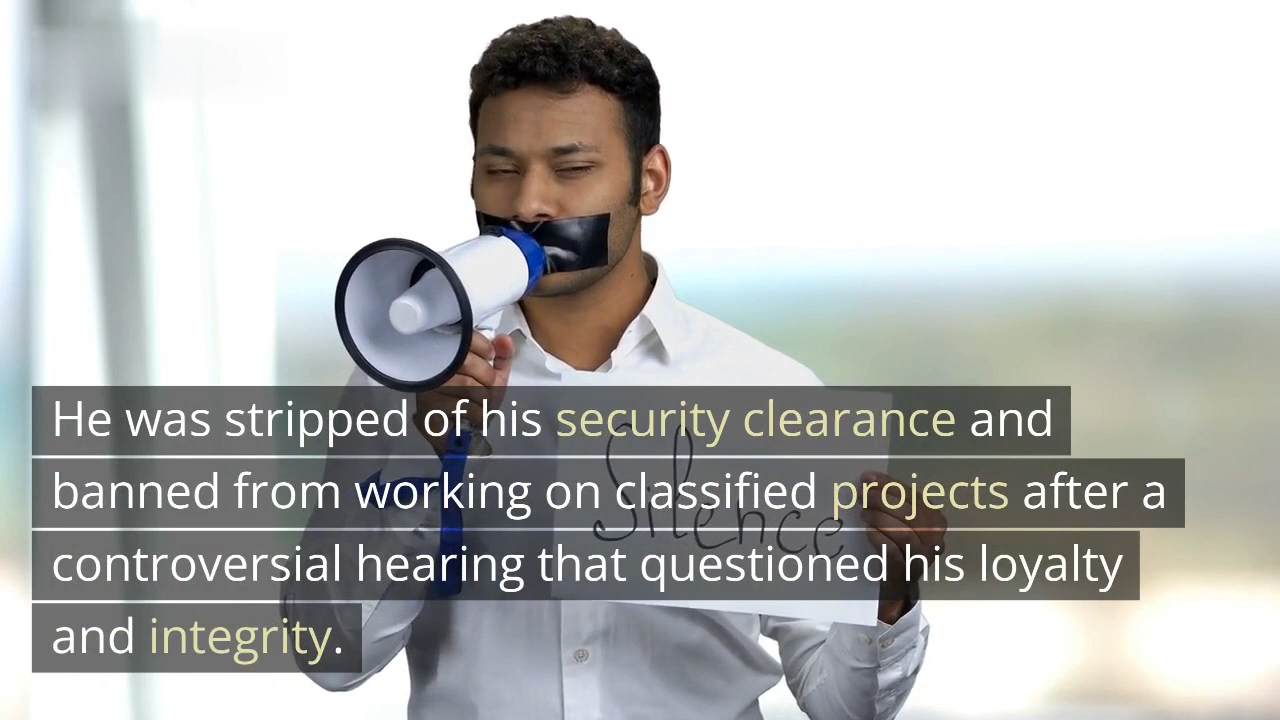 He was stripped of his security clearance and
banned from working on classified projects after a
controversial hearing that questioned his loyalty
and integrity.
Silence